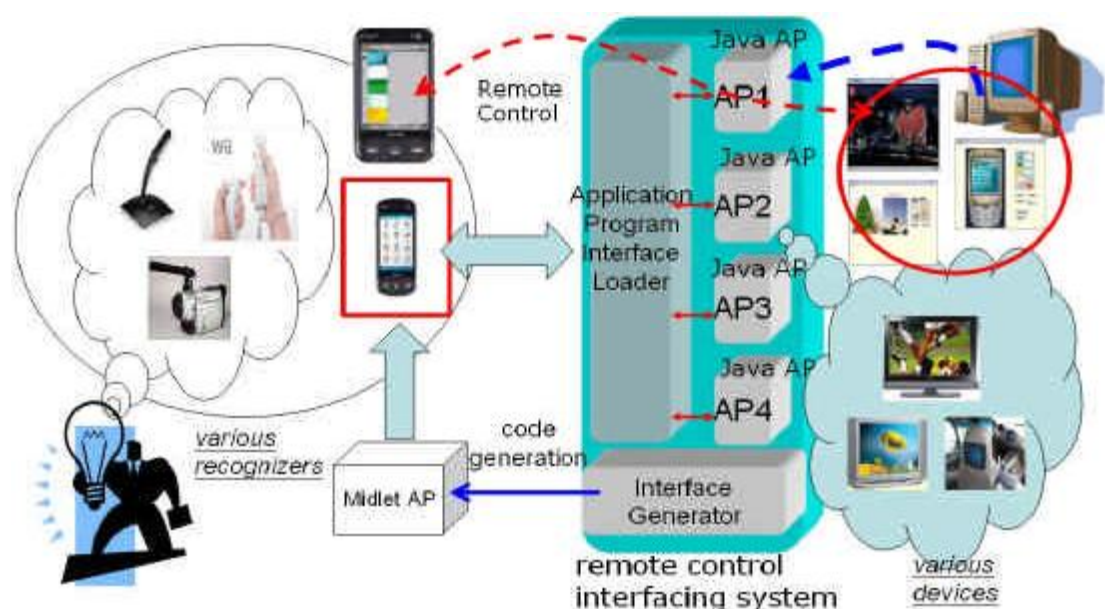 Remote
Control
Wii
various
recognizers
Midlet AP
code
generation
Application
Program
Interface
Loader
Java AP
AP1
Java AP
AP2
Java AP
AP3
Java AP
AP4
Interface
Generator
remote control
interfacing system
various
devices